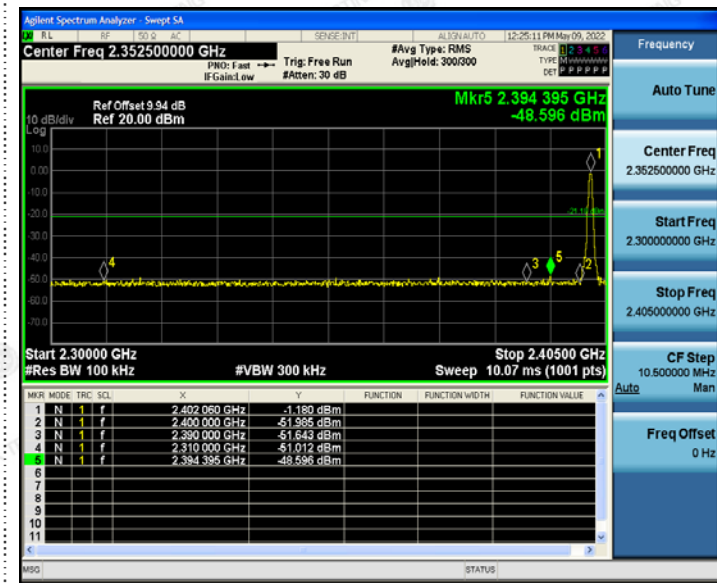 Agilent Spectrum Analyzer - Swept SA
RL RF 50 Ω AC SENSE:INT ALIGN AUTO 12:25:11 PM May 09, 2022
Center Freq 2.352500000 GHz
PNO: Fast
IFGain:Low
Trig: Free Run
#Atten: 30 dB
#Avg Type: RMS
Avg|Hold: 300/300
TRACE 1 2 3 4 5 6
TYPE M
DET P P P P P P
Ref Offset 9.94 dB
Ref 20.00 dBm
10 dB/div
Log
Mkr5 2.394 395 GHz
-48.596 dBm
10.0
0.00
-10.0
-20.0
-30.0
-40.0
-50.0
-60.0
-70.0
1
4
3
5
2
Start 2.30000 GHz
Stop 2.40500 GHz
#Res BW 100 kHz
#VBW 300 kHz
Sweep 10.07 ms (1001 pts)
MKR MODE TRC SCL X Y FUNCTION FUNCTION WIDTH FUNCTION VALUE
1 N 1 f 2.402 060 GHz -1.180 dBm
2 N 1 f 2.400 000 GHz -51.985 dBm
3 N 1 f 2.390 000 GHz -51.643 dBm
4 N 1 f 2.310 000 GHz -51.012 dBm
5 N 1 f 2.394 395 GHz -48.596 dBm
6
7
8
9
10
11
MSG
STATUS
Frequency
Auto Tune
Center Freq
2.352500000 GHz
Start Freq
2.300000000 GHz
Stop Freq
2.405000000 GHz
CF Step
10.500000 MHz
Auto Man
Freq Offset
0 Hz